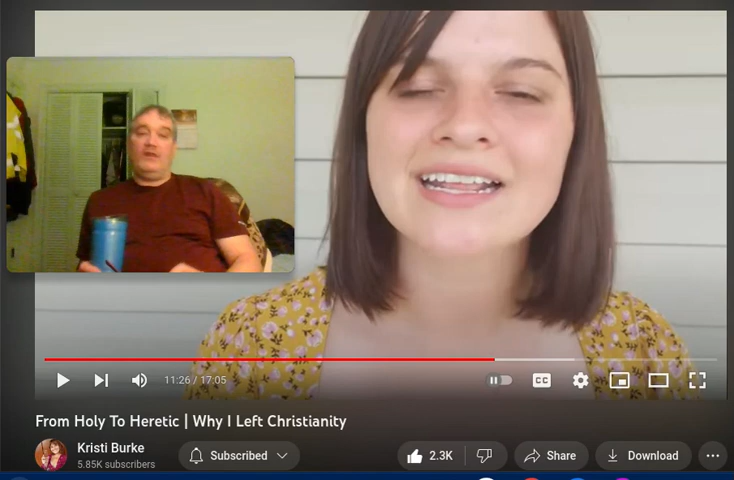 11:26 / 17:05
CC
From Holy To Heretic | Why I Left Christianity
Kristi Burke
5.85K subscribers
Subscribed
2.3K
Share
Download